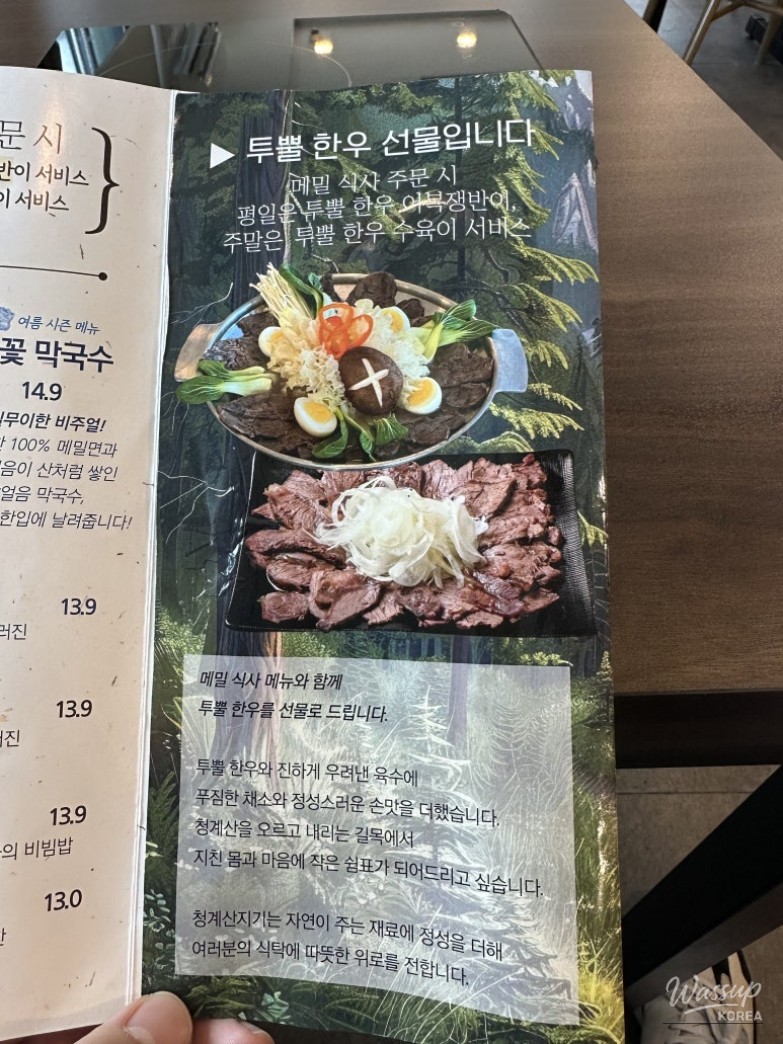 문 시
반이 서비스
이 서비스
여름 시즌 메뉴
꽃 막국수
14.9
무이한 비주얼!
100% 메밀면과
음이 산처럼 쌓인
얼음 막국수,
한입에 날려줍니다!
13.9
러진
13.9
러진
13.9
의 비빔밥
13.0
▶ 투뿔 한우 선물입니다
메밀 식사 주문 시
평일은 투뿔 한우 어복쟁반이,
주말은 투뿔 한우 수육이 서비스
메밀 식사 메뉴와 함께
투뿔 한우를 선물로 드립니다.
투뿔 한우와 진하게 우려낸 육수에
푸짐한 채소와 정성스러운 손맛을 더했습니다.
청계산을 오르고 내리는 길목에서
지친 몸과 마음에 작은 쉼표가 되어드리고 싶습니다.
청계산지기는 자연이 주는 재료에 정성을 더해
여러분의 식탁에 따뜻한 위로를 전합니다.
Wassup
KOREA